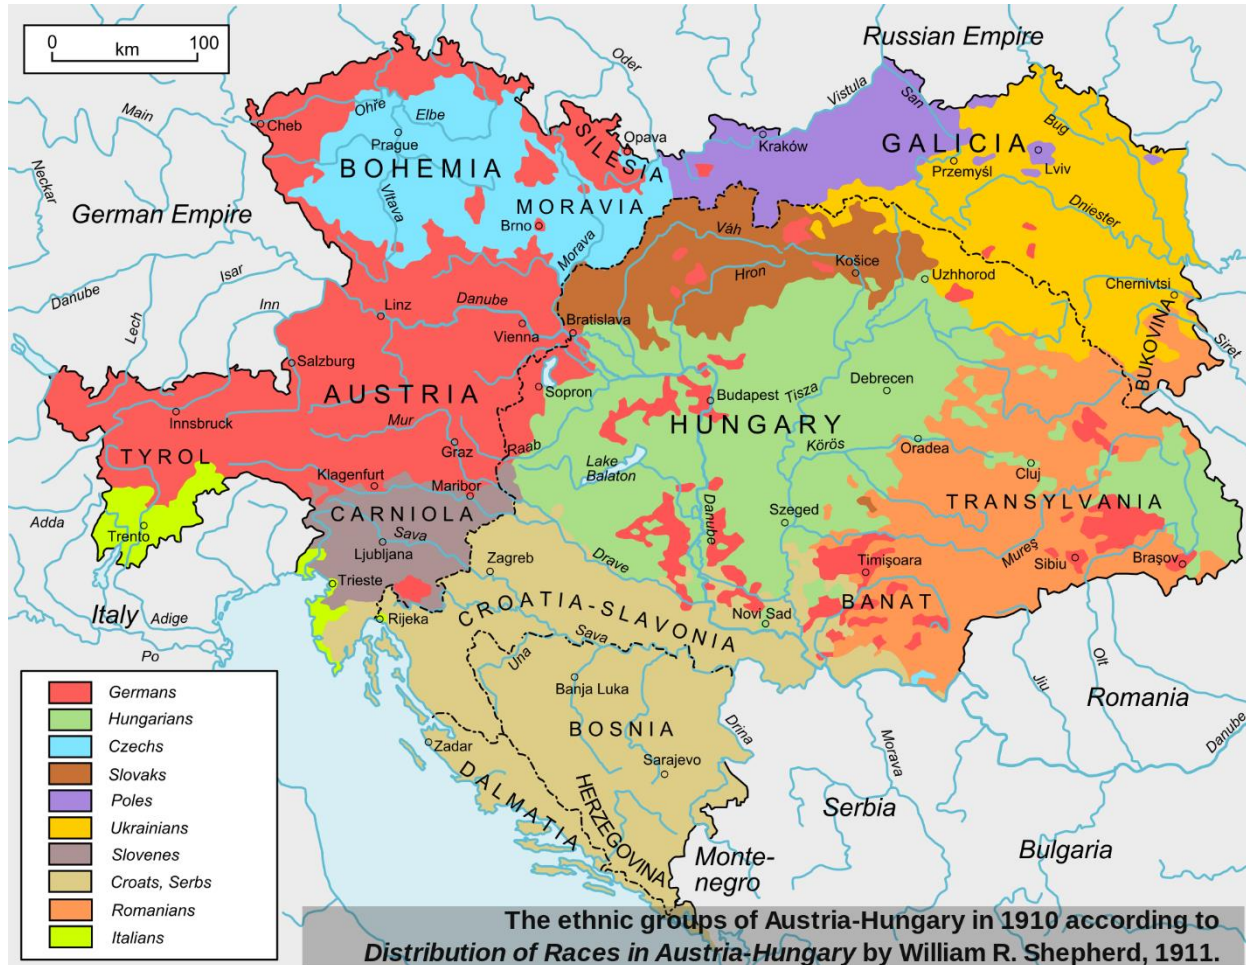 0 100
km
Russian Empire
Oder
Main
Ohře
Elbe
Vistula
San
Bug
Cheb
Prague
SILESIA
Opava
Kraków
GALICIA
Przemyśl
Lviv
Neckar
BOHEMIA
Vltava
MORAVIA
Brno
German Empire
Dniester
Morava
Váh
Hron
Košice
Uzhhorod
Chernivtsi
Isar
Danube
Lech
Inn
Linz
Danube
Vienna
Bratislava
BUKOVINA
Siret
Salzburg
AUSTRIA
Sopron
Budapest
Tisza
Debrecen
Innsbruck
Mur
HUNGARY
TYROL
Graz
Raab
Lake
Balaton
Körös
Oradea
Cluj
Klagenfurt
Maribor
CARNIOLA
TRANSYLVANIA
Adda
Trento
Sava
Ljubljana
Danube
Szeged
Mureş
Drave
Zagreb
Timişoara
Sibiu
Braşov
Trieste
Italy
Adige
Po
Rijeka
CROATIA-SLAVONIA
Sava
Novi Sad
BANAT
Una
Banja Luka
Jiu
Olt
Romania
Danube
BOSNIA
Drina
Morava
Zadar
Sarajevo
DALMATIA
HERZEGOVINA
Serbia
Bulgaria
Monte-
negro
Germans
Hungarians
Czechs
Slovaks
Poles
Ukrainians
Slovenes
Croats, Serbs
Romanians
Italians
The ethnic groups of Austria-Hungary in 1910 according to
Distribution of Races in Austria-Hungary by William R. Shepherd, 1911.